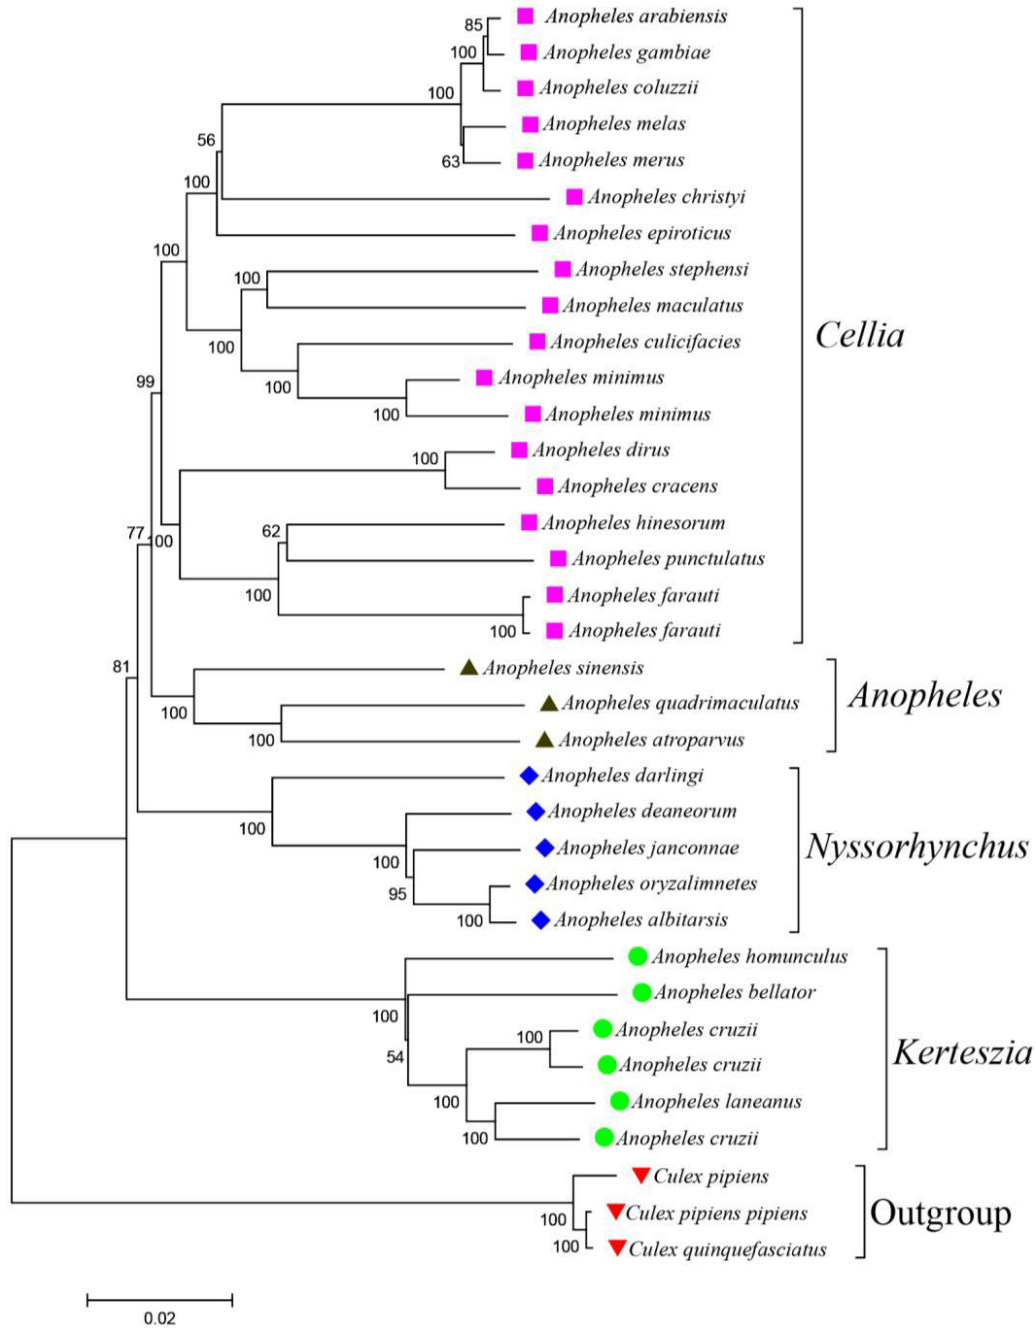 85
Anopheles arabiensis
100
Anopheles gambiae
100
Anopheles coluzzii
Anopheles melas
63
Anopheles merus
56
100
Anopheles christyi
Anopheles epiroticus
100
100
Anopheles stephensi
Anopheles maculatus
100
Anopheles culicifacies
99
100
Anopheles minimus
100
Anopheles minimus
100
Anopheles dirus
Anopheles cracens
77
00
62
Anopheles hinesorum
Anopheles punctulatus
100
Anopheles farauti
100
Anopheles farauti
Cellia
81
Anopheles sinensis
100
Anopheles quadrimaculatus
100
Anopheles atroparvus
Anopheles
Anopheles darlingi
100
Anopheles deaneorum
100
Anopheles janconnae
95
Anopheles oryzalimnetes
100
Anopheles albitarsis
Nyssorhynchus
Anopheles homunculus
100
Anopheles bellator
54
100
Anopheles cruzii
Anopheles cruzii
100
Anopheles laneanus
100
Anopheles cruzii
Kerteszia
Culex pipiens
100
Culex pipiens pipiens
100
Culex quinquefasciatus
Outgroup
0.02